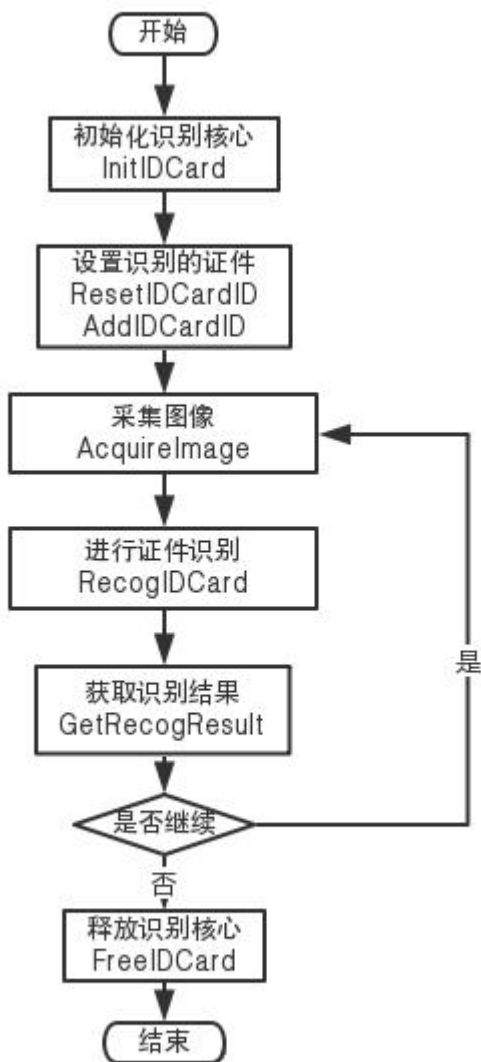 开始
初始化识别核心
InitIDCard
设置识别的证件
ResetIDCardID
AddIDCardID
采集图像
AcquireImage
进行证件识别
RecogIDCard
获取识别结果
GetRecogResult
是否继续
是
否
释放识别核心
FreeIDCard
结束